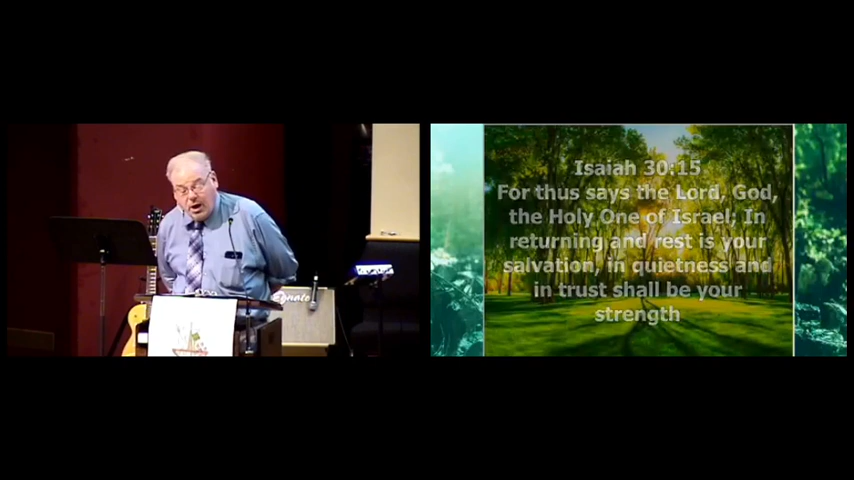 Egnate
Isaiah 30:15
For thus says the Lord, God,
the Holy One of Israel; In
returning and rest is your
salvation, in quietness and
in trust shall be your
strength